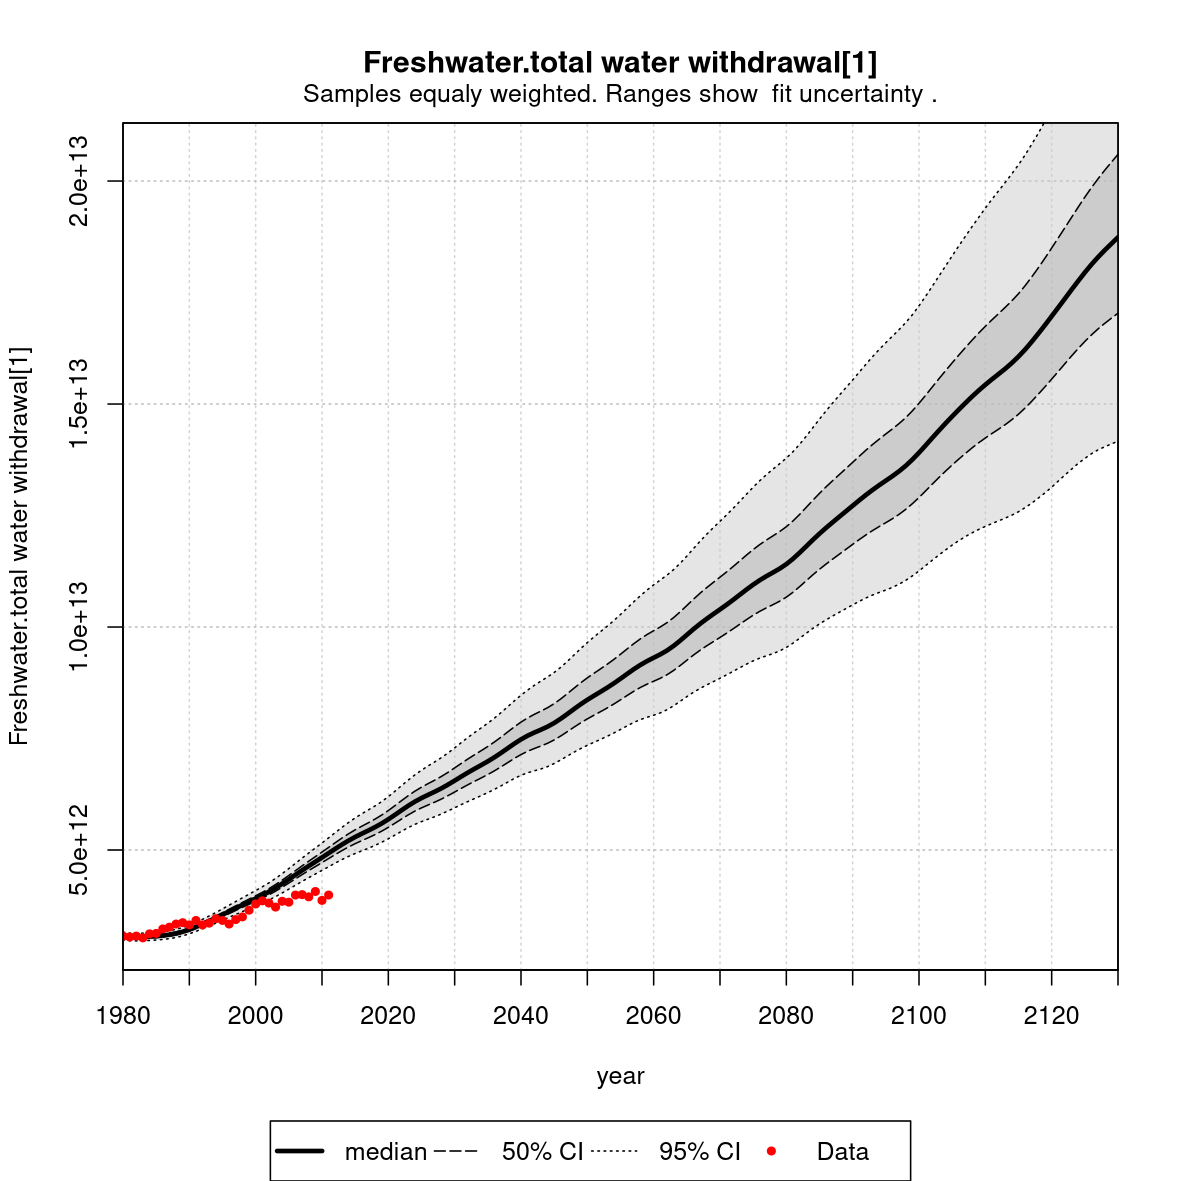 Freshwater.total water withdrawal[1]
Samples equaly weighted. Ranges show  fit uncertainty .
Freshwater.total water withdrawal[1]
2.0e+13
1.5e+13
1.0e+13
5.0e+12
1980 2000 2020 2040 2060 2080 2100 2120
year
median 50% CI 95% CI Data